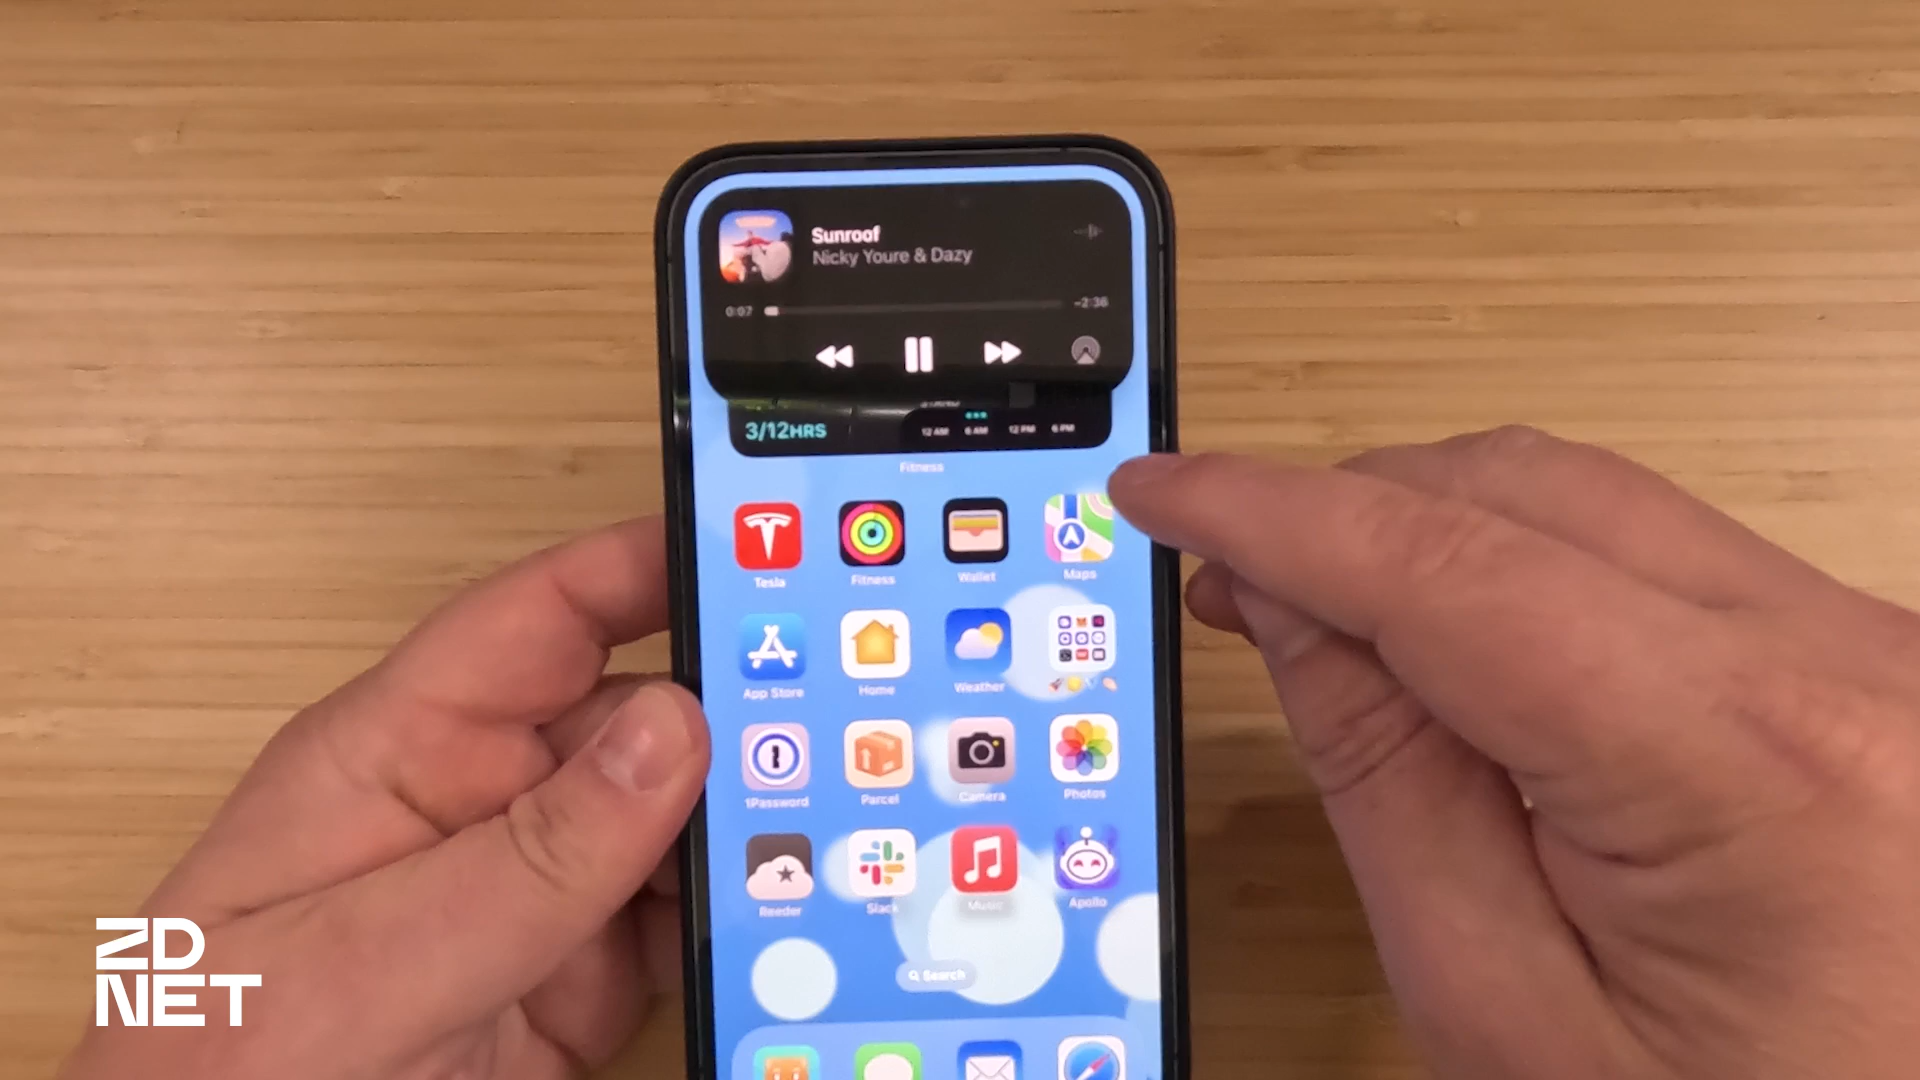 Sunroof
Nicky Youre & Dazy
0:07
-2:36
3/12HRS
12 AM 6 AM 12 PM 6 PM
Fitness
Tesla Fitness Wallet Maps
App Store Home Weather
1Password Parcel Camera Photos
Reeder Slack Music Apollo
Search
ZD
NET